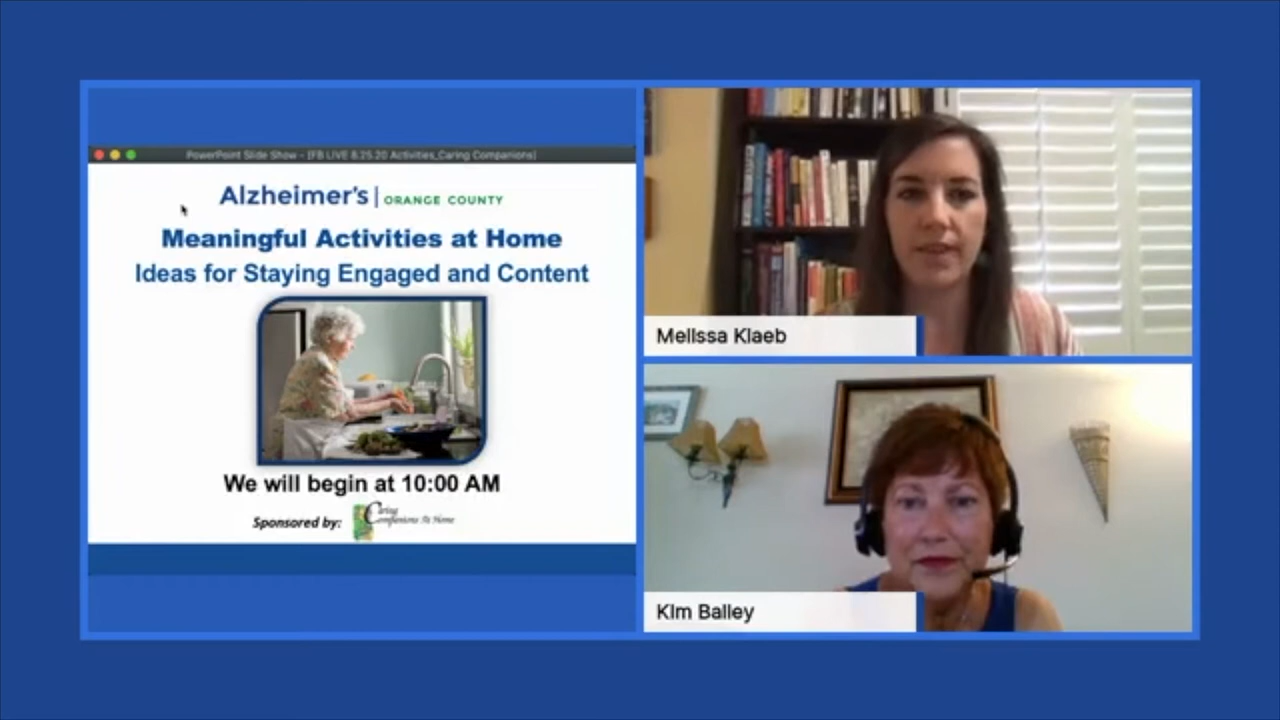 PowerPoint Slide Show - [FB LIVE 8.25.20 Activities_Caring Companions]
Alzheimer's | ORANGE COUNTY
Meaningful Activities at Home
Ideas for Staying Engaged and Content
We will begin at 10:00 AM
Sponsored by:
Caring
Companions At Home
Melissa Klaeb
Kim Bailey